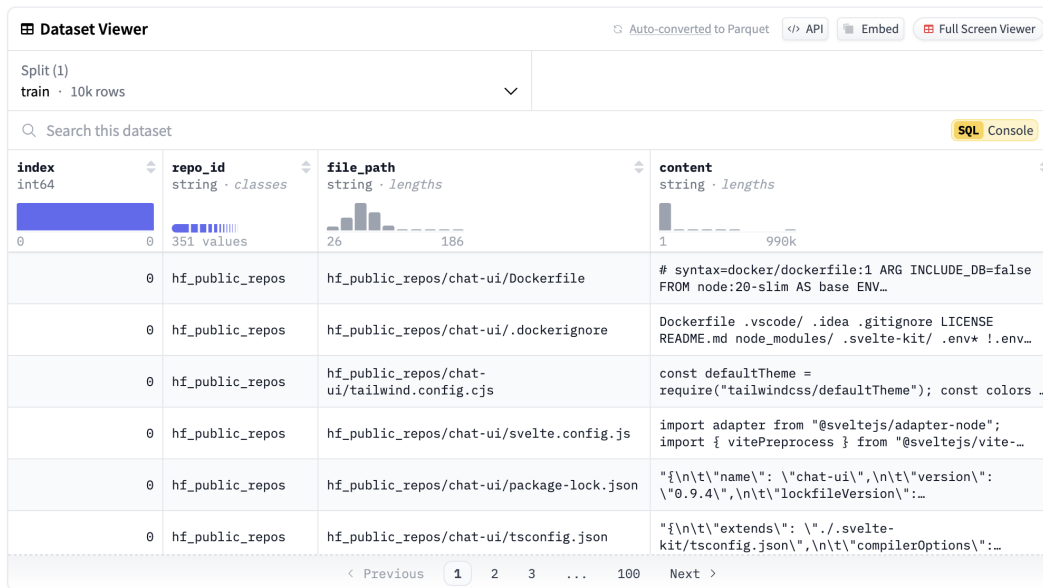 Dataset Viewer
Auto-converted to Parquet
</> API
Embed
Full Screen Viewer
Split (1)
train · 10k rows
Search this dataset
SQL Console
index
int64
0 0
repo_id
string · classes
351 values
file_path
string · lengths
26 186
content
string · lengths
1 990k
0
hf_public_repos
hf_public_repos/chat-ui/Dockerfile
# syntax=docker/dockerfile:1 ARG INCLUDE_DB=false
FROM node:20-slim AS base ENV…
0
hf_public_repos
hf_public_repos/chat-ui/.dockerignore
Dockerfile .vscode/ .idea .gitignore LICENSE
README.md node_modules/ .svelte-kit/ .env* !.env…
0
hf_public_repos
hf_public_repos/chat-
ui/tailwind.config.cjs
const defaultTheme =
require("tailwindcss/defaultTheme"); const colors …
0
hf_public_repos
hf_public_repos/chat-ui/svelte.config.js
import adapter from "@sveltejs/adapter-node";
import { vitePreprocess } from "@sveltejs/vite-…
0
hf_public_repos
hf_public_repos/chat-ui/package-lock.json
"{\n\t\"name\": \"chat-ui\",\n\t\"version\":
\"0.9.4\",\n\t\"lockfileVersion\":…
0
hf_public_repos
hf_public_repos/chat-ui/tsconfig.json
"{\n\t\"extends\": \"./.svelte-
kit/tsconfig.json\",\n\t\"compilerOptions\":…
< Previous 1 2 3 ... 100 Next >